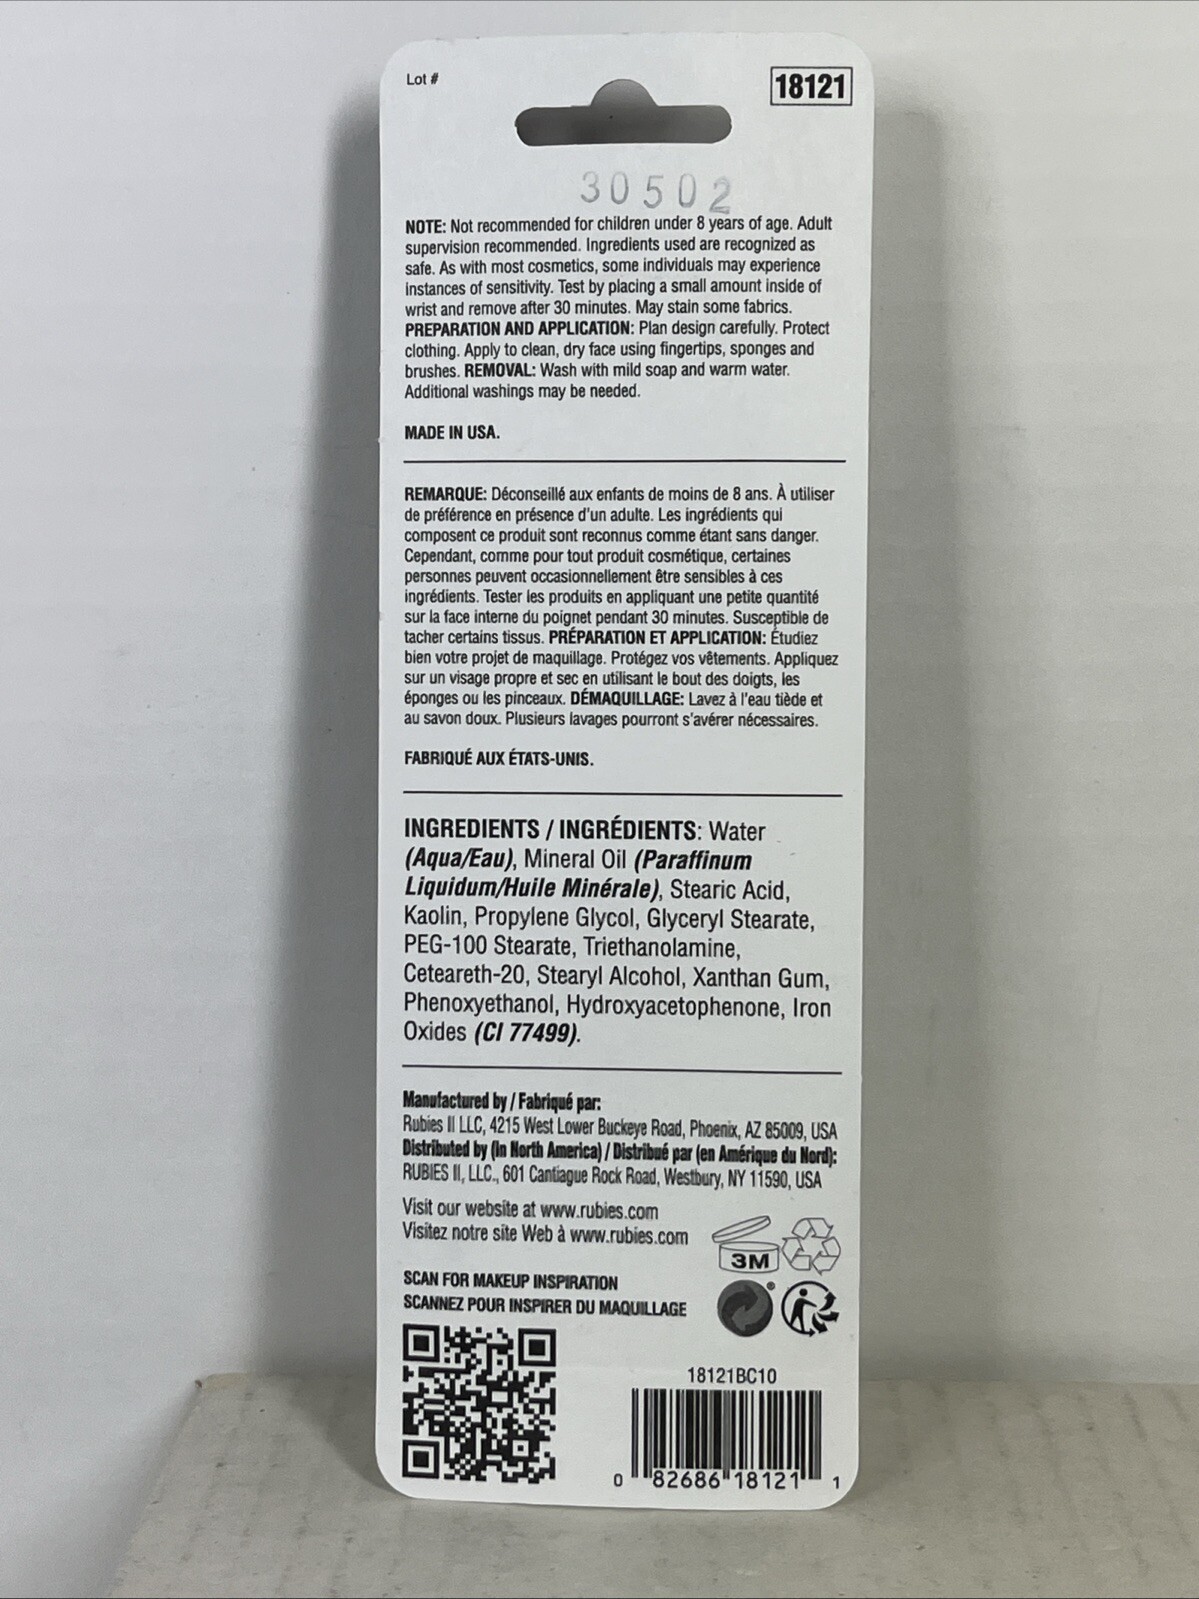 Lot #
18121
30502
NOTE: Not recommended for children under 8 years of age. Adult
supervision recommended. Ingredients used are recognized as
safe. As with most cosmetics, some individuals may experience
instances of sensitivity. Test by placing a small amount inside of
wrist and remove after 30 minutes. May stain some fabrics.
PREPARATION AND APPLICATION: Plan design carefully. Protect
clothing. Apply to clean, dry face using fingertips, sponges and
brushes. REMOVAL: Wash with mild soap and warm water.
Additional washings may be needed.
MADE IN USA.
REMARQUE: Déconseillé aux enfants de moins de 8 ans. À utiliser
de préférence en présence d'un adulte. Les ingrédients qui
composent ce produit sont reconnus comme étant sans danger.
Cependant, comme pour tout produit cosmétique, certaines
personnes peuvent occasionnellement être sensibles à ces
ingrédients. Tester les produits en appliquant une petite quantité
sur la face interne du poignet pendant 30 minutes. Susceptible de
tacher certains tissus. PRÉPARATION ET APPLICATION: Étudiez
bien votre projet de maquillage. Protégez vos vêtements. Appliquez
sur un visage propre et sec en utilisant le bout des doigts, les
éponges ou les pinceaux. DÉMAQUILLAGE: Lavez à l'eau tiède et
au savon doux. Plusieurs lavages pourront s'avérer nécessaires.
FABRIQUÉ AUX ÉTATS-UNIS.
INGREDIENTS / INGRÉDIENTS: Water
(Aqua/Eau), Mineral Oil (Paraffinum
Liquidum/Huile Minérale), Stearic Acid,
Kaolin, Propylene Glycol, Glyceryl Stearate,
PEG-100 Stearate, Triethanolamine,
Ceteareth-20, Stearyl Alcohol, Xanthan Gum,
Phenoxyethanol, Hydroxyacetophenone, Iron
Oxides (CI 77499).
Manufactured by / Fabriqué par:
Rubies II LLC, 4215 West Lower Buckeye Road, Phoenix, AZ 85009, USA
Distributed by (in North America) / Distribué par (en Amérique du Nord):
RUBIES II, LLC., 601 Cantiague Rock Road, Westbury, NY 11590, USA
Visit our website at www.rubies.com
Visitez notre site Web à www.rubies.com
3M
SCAN FOR MAKEUP INSPIRATION
SCANNEZ POUR INSPIRER DU MAQUILLAGE
®
18121BC10
0 82686 18121 1